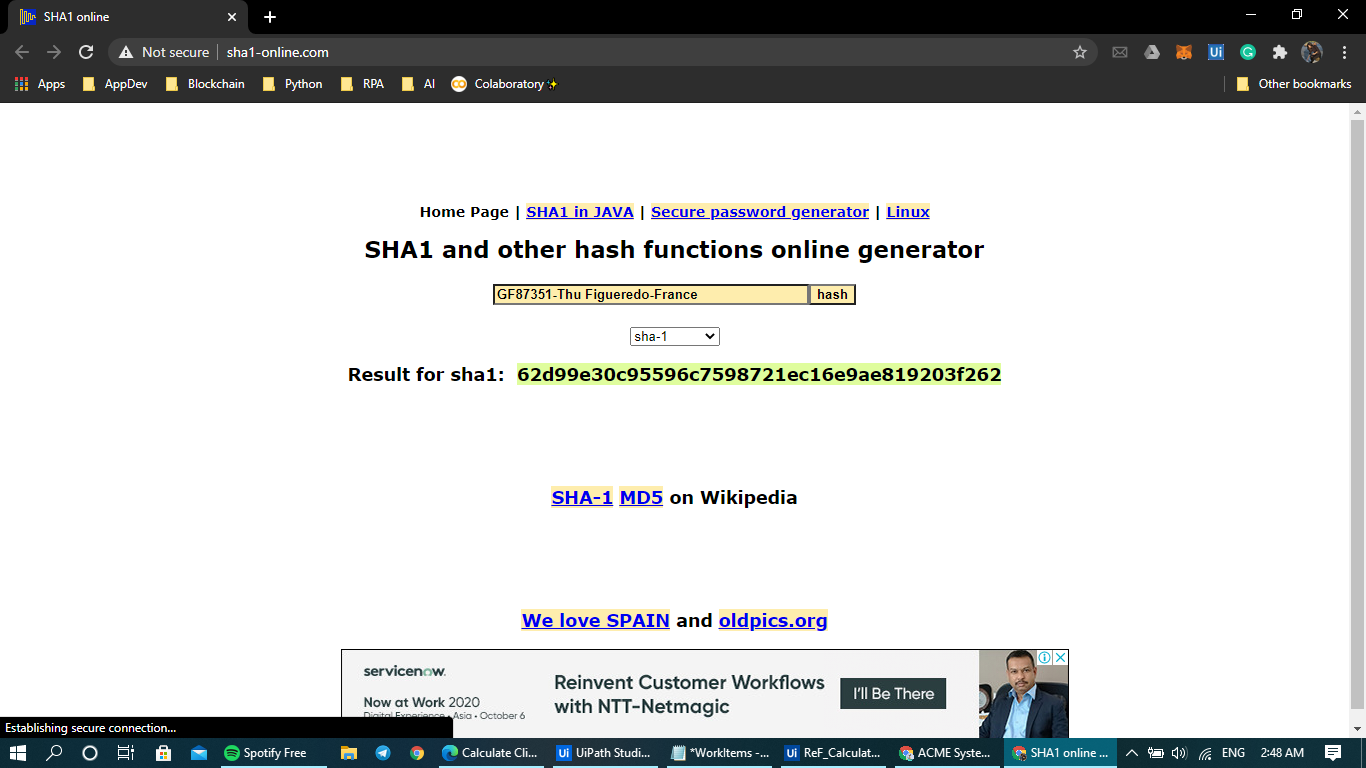 SHA1 online
Not secure sha1-online.com
Apps AppDev Blockchain Python RPA AI Colaboratory Other bookmarks
Home Page | SHA1 in JAVA | Secure password generator | Linux
SHA1 and other hash functions online generator
GF87351-Thu Figueredo-France hash
sha-1
Result for sha1: 62d99e30c95596c7598721ec16e9ae819203f262
SHA-1 MD5 on Wikipedia
We love SPAIN and oldpics.org
servicenow
Now at Work 2020
Digital Experience • Asia • October 6
Reinvent Customer Workflows
with NTT-Netmagic
I'll Be There
Establishing secure connection...
Spotify Free Calculate Cli... UiPath Studi... *WorkItems -... ReF_Calculat... ACME Syste... SHA1 online ... ENG 2:48 AM